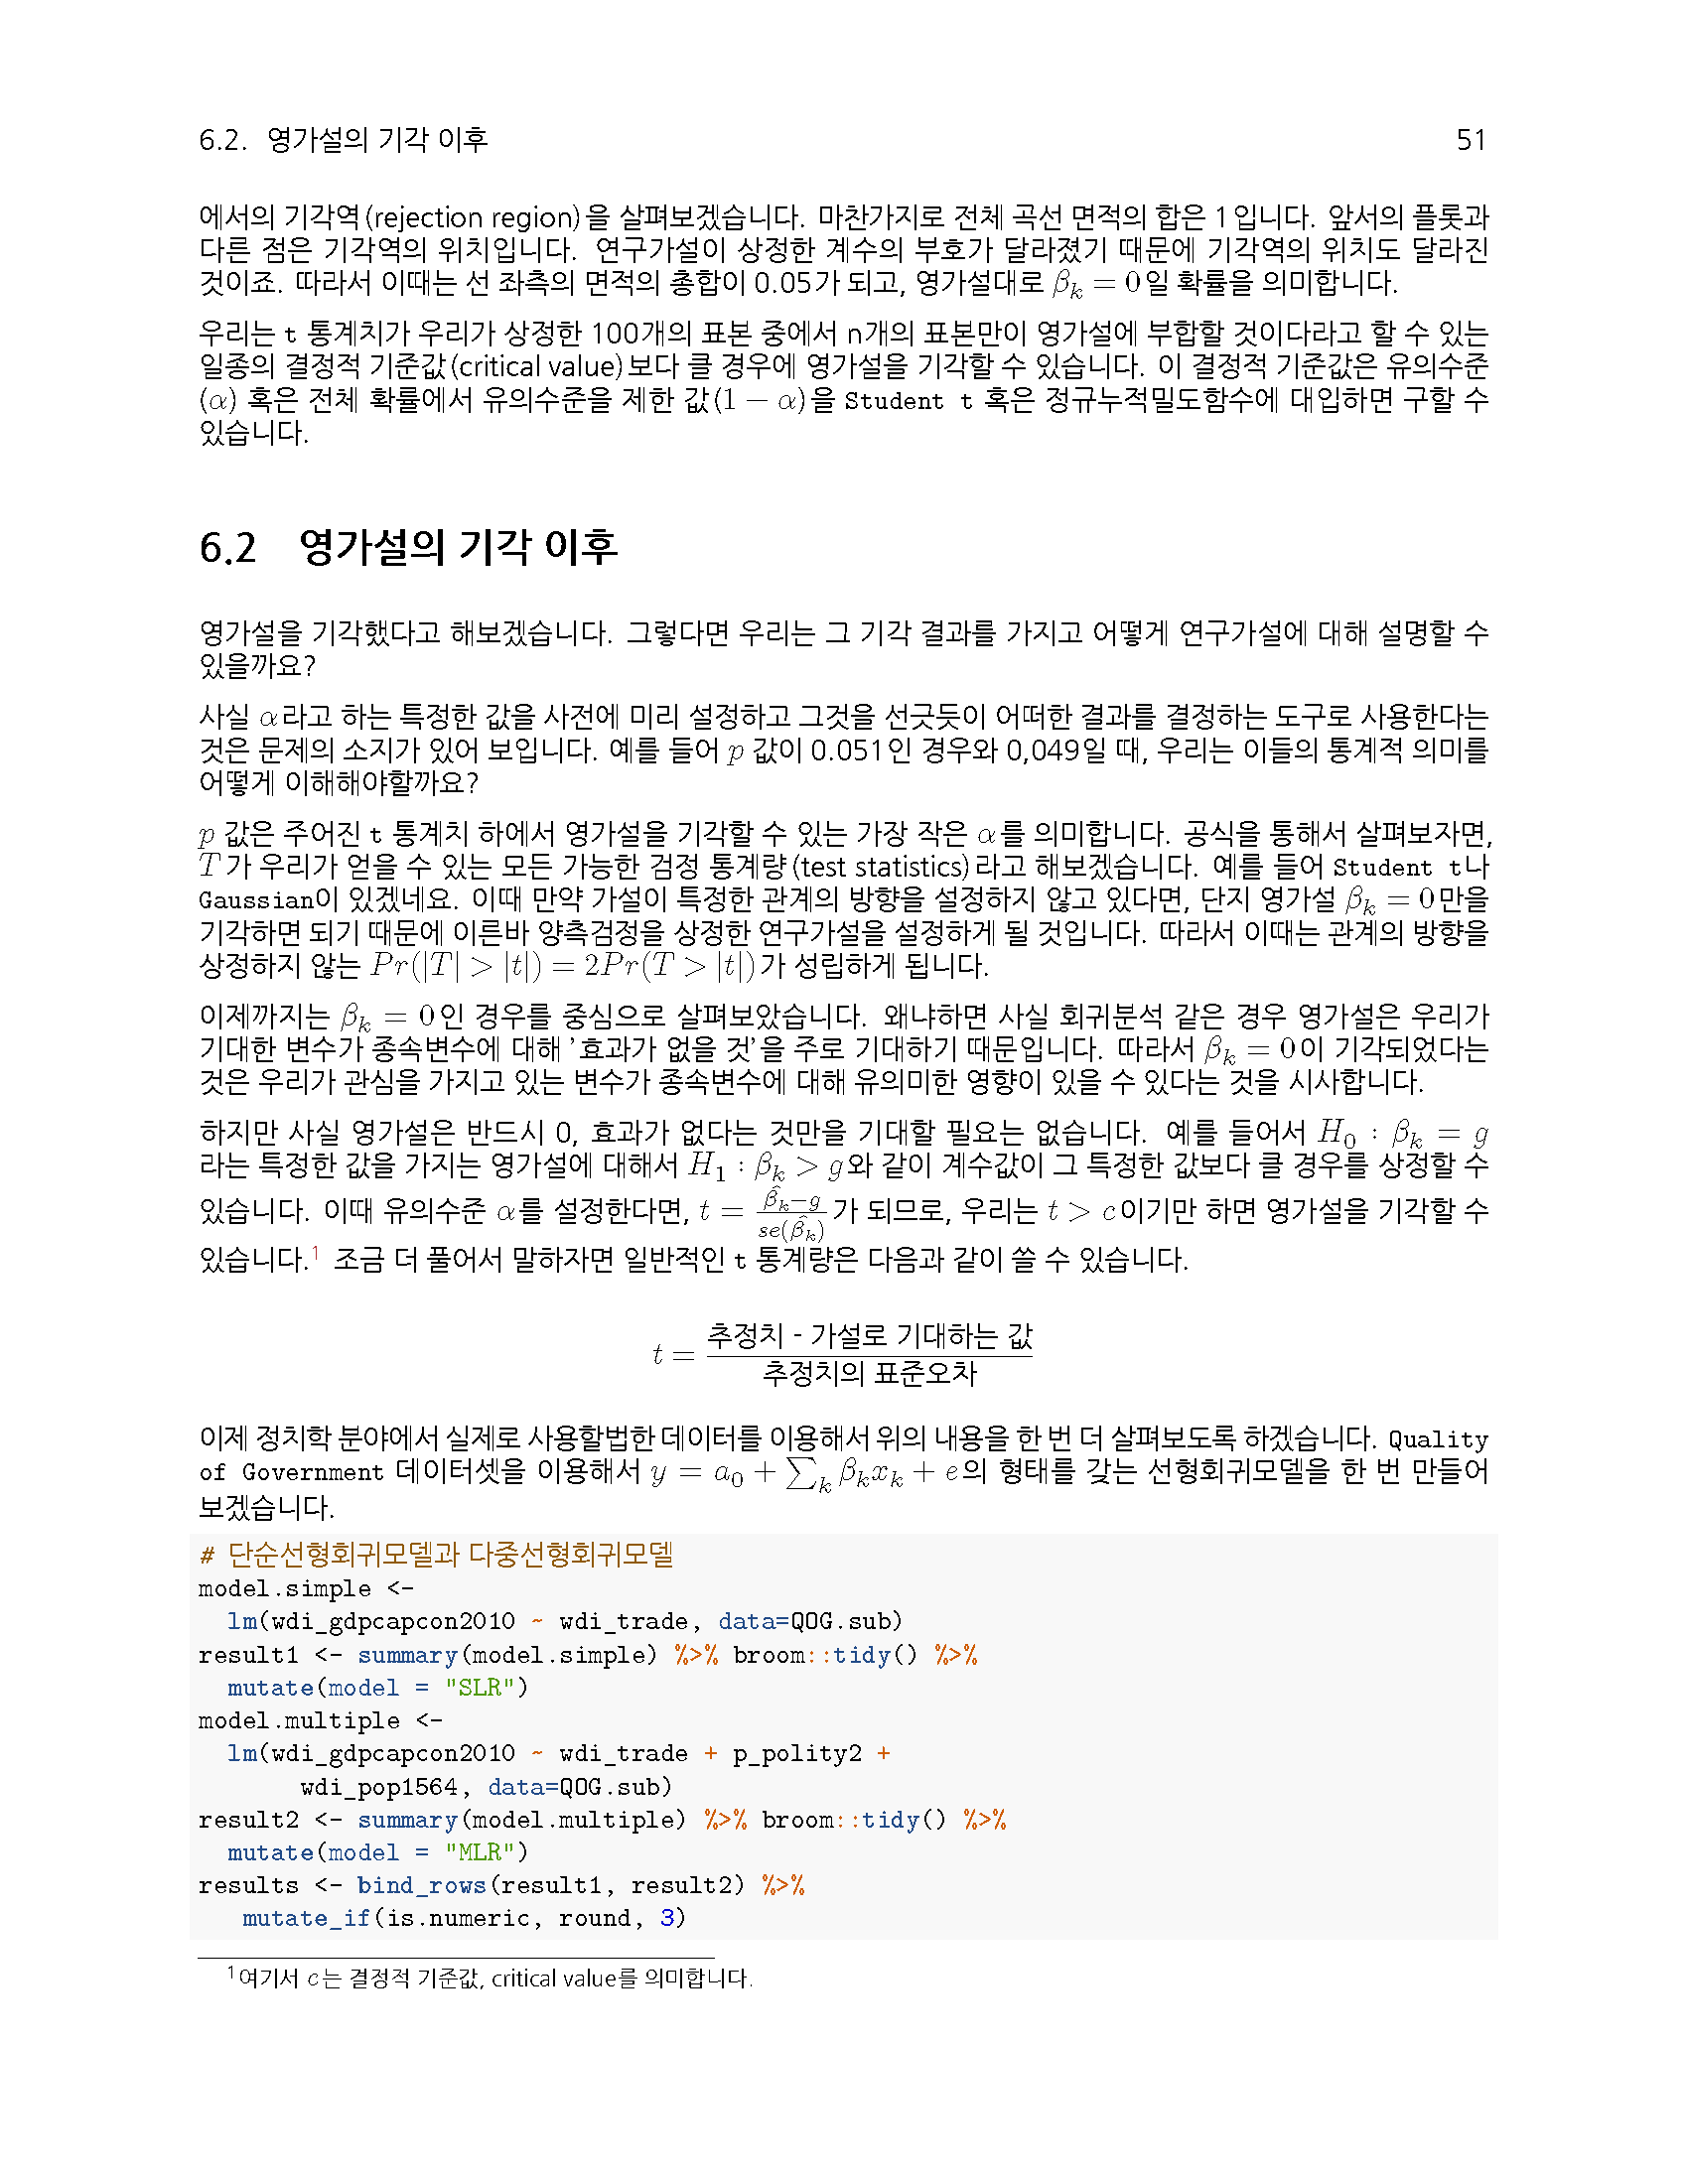 6.2. 영가설의 기각 이후 51
에서의 기각역(rejection region)을 살펴보겠습니다. 마찬가지로 전체 곡선 면적의 합은 1입니다. 앞서의 플롯과
다른 점은 기각역의 위치입니다. 연구가설이 상정한 계수의 부호가 달라졌기 때문에 기각역의 위치도 달라진
것이죠. 따라서 이때는 선 좌측의 면적의 총합이 0.05가 되고, 영가설대로 β_k = 0일 확률을 의미합니다.
우리는 t 통계치가 우리가 상정한 100개의 표본 중에서 n개의 표본만이 영가설에 부합할 것이다라고 할 수 있는
일종의 결정적 기준값(critical value)보다 클 경우에 영가설을 기각할 수 있습니다. 이 결정적 기준값은 유의수준
(α) 혹은 전체 확률에서 유의수준을 제한 값(1 − α)을 Student t 혹은 정규누적밀도함수에 대입하면 구할 수
있습니다.
6.2 영가설의 기각 이후
영가설을 기각했다고 해보겠습니다. 그렇다면 우리는 그 기각 결과를 가지고 어떻게 연구가설에 대해 설명할 수
있을까요?
사실 α라고 하는 특정한 값을 사전에 미리 설정하고 그것을 선긋듯이 어떠한 결과를 결정하는 도구로 사용한다는
것은 문제의 소지가 있어 보입니다. 예를 들어 p 값이 0.051인 경우와 0,049일 때, 우리는 이들의 통계적 의미를
어떻게 이해해야할까요?
p 값은 주어진 t 통계치 하에서 영가설을 기각할 수 있는 가장 작은 α를 의미합니다. 공식을 통해서 살펴보자면,
T가 우리가 얻을 수 있는 모든 가능한 검정 통계량(test statistics)라고 해보겠습니다. 예를 들어 Student t나
Gaussian이 있겠네요. 이때 만약 가설이 특정한 관계의 방향을 설정하지 않고 있다면, 단지 영가설 β_k = 0만을
기각하면 되기 때문에 이른바 양측검정을 상정한 연구가설을 설정하게 될 것입니다. 따라서 이때는 관계의 방향을
상정하지 않는 Pr(|T| > |t|) = 2Pr(T > |t|)가 성립하게 됩니다.
이제까지는 β_k = 0인 경우를 중심으로 살펴보았습니다. 왜냐하면 사실 회귀분석 같은 경우 영가설은 우리가
기대한 변수가 종속변수에 대해 '효과가 없을 것'을 주로 기대하기 때문입니다. 따라서 β_k = 0이 기각되었다는
것은 우리가 관심을 가지고 있는 변수가 종속변수에 대해 유의미한 영향이 있을 수 있다는 것을 시사합니다.
하지만 사실 영가설은 반드시 0, 효과가 없다는 것만을 기대할 필요는 없습니다. 예를 들어서 H_0 : β_k = g
라는 특정한 값을 가지는 영가설에 대해서 H_1 : β_k > g와 같이 계수값이 그 특정한 값보다 클 경우를 상정할 수
있습니다. 이때 유의수준 α를 설정한다면, t = (β̂_k − g)/se(β̂_k)가 되므로, 우리는 t > c이기만 하면 영가설을 기각할 수
있습니다.¹ 조금 더 풀어서 말하자면 일반적인 t 통계량은 다음과 같이 쓸 수 있습니다.
t = 추정치 - 가설로 기대하는 값
추정치의 표준오차
이제 정치학 분야에서 실제로 사용할법한 데이터를 이용해서 위의 내용을 한 번 더 살펴보도록 하겠습니다. Quality
of Government 데이터셋을 이용해서 y = a_0 + ∑_k β_k x_k + e의 형태를 갖는 선형회귀모델을 한 번 만들어
보겠습니다.
# 단순선형회귀모델과 다중선형회귀모델
model.simple <-
  lm(wdi_gdpcapcon2010 ~ wdi_trade, data=QOG.sub)
result1 <- summary(model.simple) %>% broom::tidy() %>%
  mutate(model = "SLR")
model.multiple <-
  lm(wdi_gdpcapcon2010 ~ wdi_trade + p_polity2 +
       wdi_pop1564, data=QOG.sub)
result2 <- summary(model.multiple) %>% broom::tidy() %>%
  mutate(model = "MLR")
results <- bind_rows(result1, result2) %>%
   mutate_if(is.numeric, round, 3)
¹여기서 c는 결정적 기준값, critical value를 의미합니다.